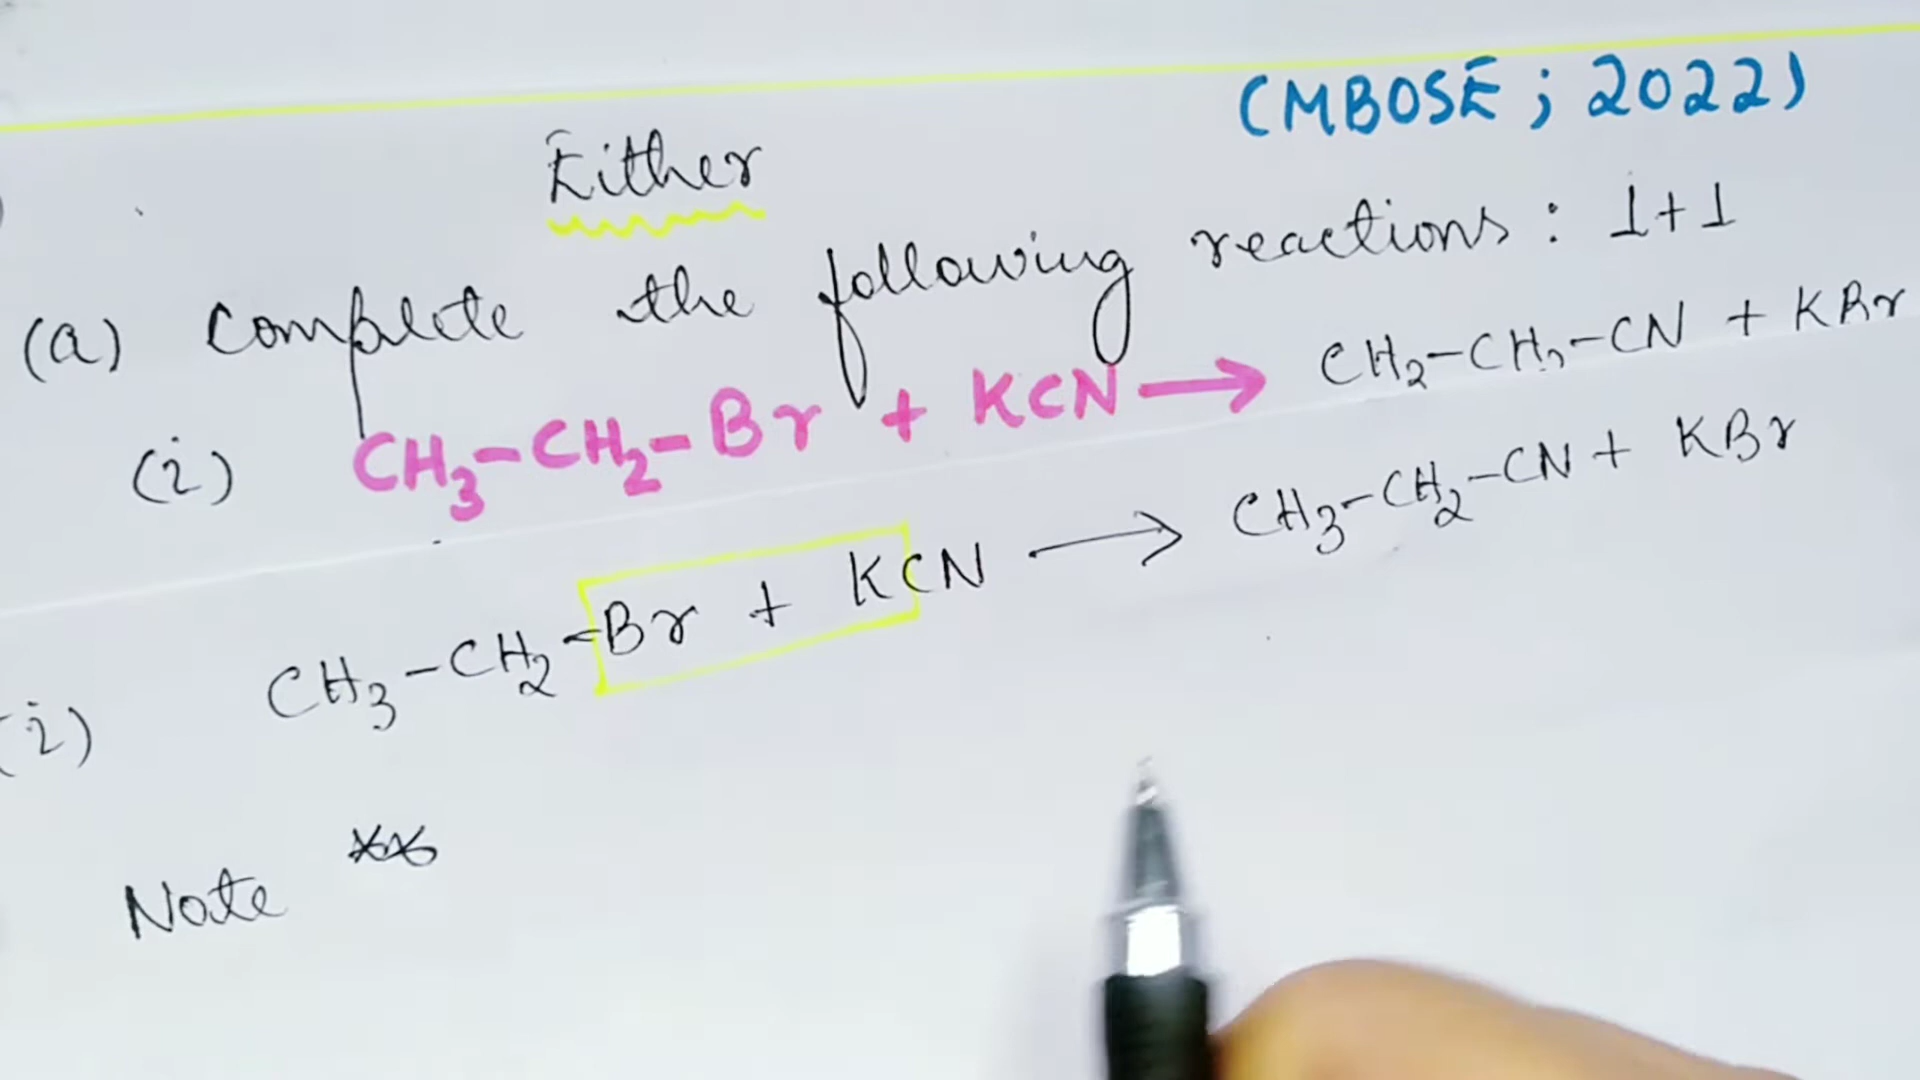 (MBOSE ; 2022)
Either
(a) Complete the following reactions : 1+1
(i) CH₃-CH₂-Br + KCN → CH₂-CH₂-CN + KBr
(i) CH₃-CH₂-Br + KCN → CH₃-CH₂-CN + KBr
Note